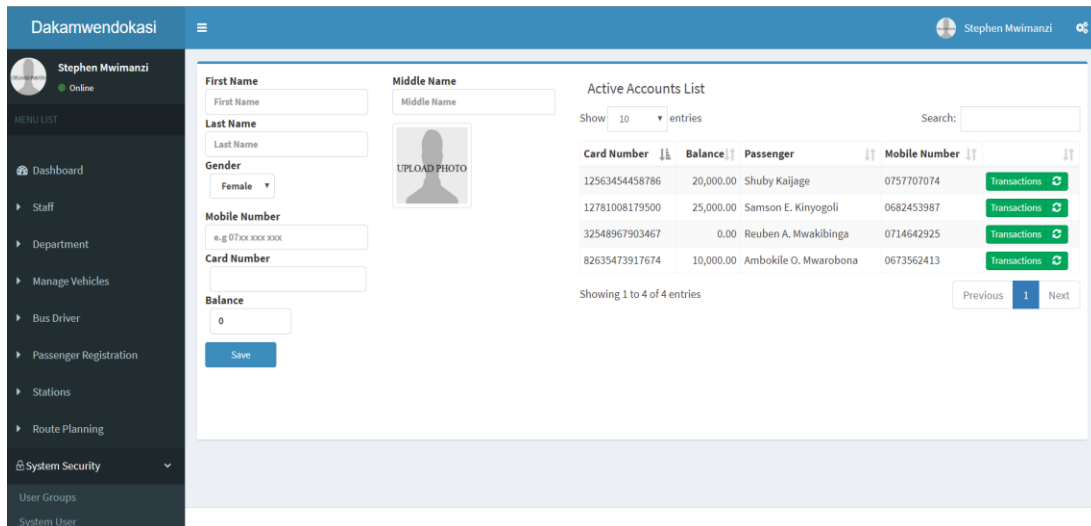 Dakamwendokasi
Stephen Mwimanzi
Stephen Mwimanzi
Online
MENU LIST
Dashboard
Staff
Department
Manage Vehicles
Bus Driver
Passenger Registration
Stations
Route Planning
System Security
User Groups
System User
First Name
First Name
Middle Name
Middle Name
Last Name
Last Name
UPLOAD PHOTO
Gender
Female
Mobile Number
e.g 07xx xxx xxx
Card Number
Balance
0
Save
Active Accounts List
Show 10 entries Search:
Card Number Balance Passenger Mobile Number
12563454458786 20,000.00 Shuby Kaijage 0757707074 Transactions
12781008179500 25,000.00 Samson E. Kinyogoli 0682453987 Transactions
32548967903467 0.00 Reuben A. Mwakibinga 0714642925 Transactions
82635473917674 10,000.00 Ambokile O. Mwarobona 0673562413 Transactions
Showing 1 to 4 of 4 entries Previous 1 Next